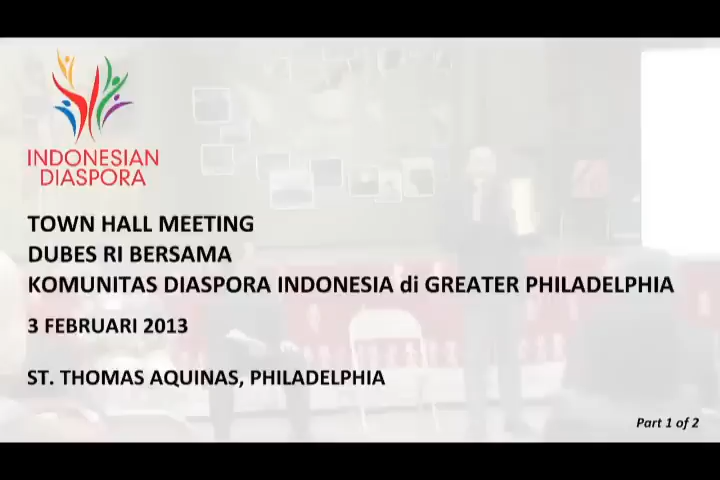 INDONESIAN
DIASPORA
TOWN HALL MEETING
DUBES RI BERSAMA
KOMUNITAS DIASPORA INDONESIA di GREATER PHILADELPHIA
3 FEBRUARI 2013
ST. THOMAS AQUINAS, PHILADELPHIA
Part 1 of 2